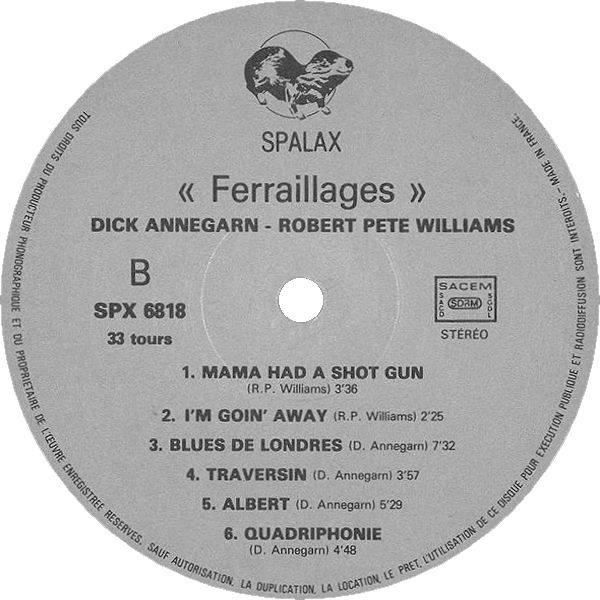 SPALAX
« Ferraillages »
DICK ANNEGARN - ROBERT PETE WILLIAMS
B
SPX 6818
33 tours
SACEM
SACD SDRM SGDL
STÉRÉO
1. MAMA HAD A SHOT GUN
(R.P. Williams) 3'36
2. I'M GOIN' AWAY (R.P. Williams) 2'25
3. BLUES DE LONDRES (D. Annegarn) 7'32
4. TRAVERSIN (D. Annegarn) 3'57
5. ALBERT (D. Annegarn) 5'29
6. QUADRIPHONIE
(D. Annegarn) 4'48
TOUS DROITS DU PRODUCTEUR PHONOGRAPHIQUE ET DU PROPRIETAIRE DE L'ŒUVRE ENREGISTREE RESERVES. SAUF AUTORISATION, LA DUPLICATION, LA LOCATION, LE PRET, L'UTILISATION DE CE DISQUE POUR EXECUTION PUBLIQUE ET RADIODIFFUSION SONT INTERDITS. - MADE IN FRANCE